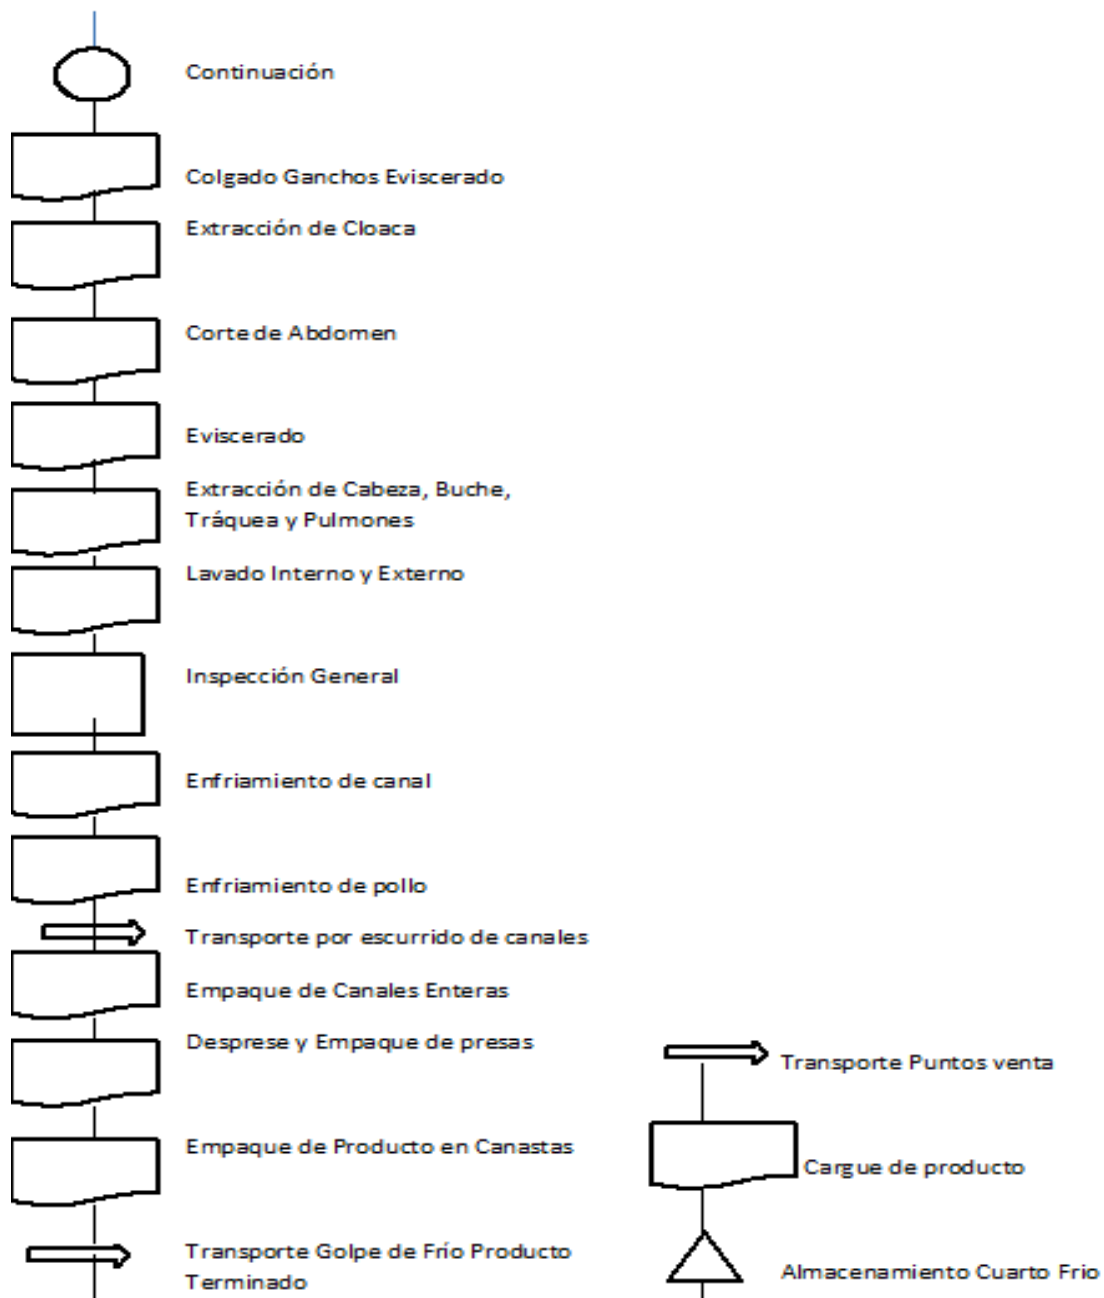 Continuación
Colgado Ganchos Eviscerado
Extracción de Cloaca
Corte de Abdomen
Eviscerado
Extracción de Cabeza, Buche,
Tráquea y Pulmones
Lavado Interno y Externo
Inspección General
Enfriamiento de canal
Enfriamiento de pollo
Transporte por escurrido de canales
Empaque de Canales Enteras
Desprese y Empaque de presas
Empaque de Producto en Canastas
Transporte Golpe de Frío Producto
Terminado
Transporte Puntos venta
Cargue de producto
Almacenamiento Cuarto Frio